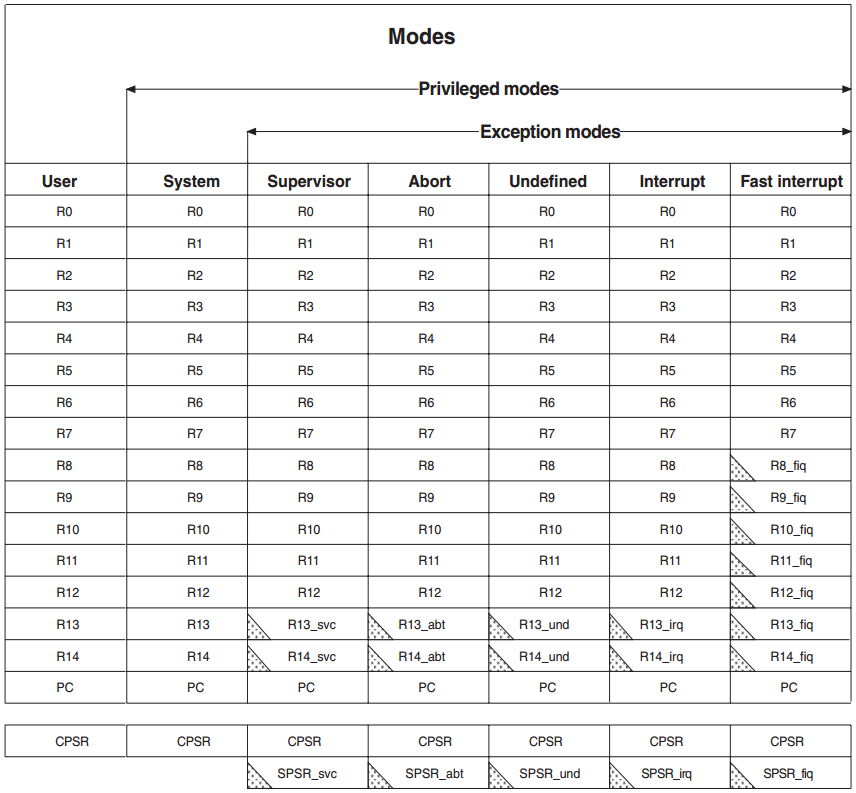 Modes
Privileged modes
Exception modes
User System Supervisor Abort Undefined Interrupt Fast interrupt
R0 R0 R0 R0 R0 R0 R0
R1 R1 R1 R1 R1 R1 R1
R2 R2 R2 R2 R2 R2 R2
R3 R3 R3 R3 R3 R3 R3
R4 R4 R4 R4 R4 R4 R4
R5 R5 R5 R5 R5 R5 R5
R6 R6 R6 R6 R6 R6 R6
R7 R7 R7 R7 R7 R7 R7
R8 R8 R8 R8 R8 R8 R8_fiq
R9 R9 R9 R9 R9 R9 R9_fiq
R10 R10 R10 R10 R10 R10 R10_fiq
R11 R11 R11 R11 R11 R11 R11_fiq
R12 R12 R12 R12 R12 R12 R12_fiq
R13 R13 R13_svc R13_abt R13_und R13_irq R13_fiq
R14 R14 R14_svc R14_abt R14_und R14_irq R14_fiq
PC PC PC PC PC PC PC
CPSR CPSR CPSR CPSR CPSR CPSR CPSR
SPSR_svc SPSR_abt SPSR_und SPSR_irq SPSR_fiq